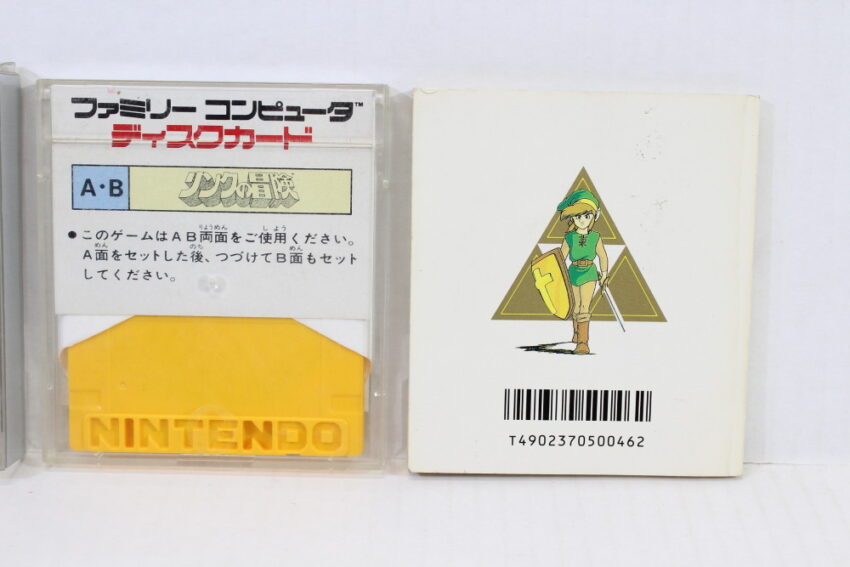 ファミリー コンピュータ™
ディスクカード
A・B リンクの冒険
●このゲームはAB両面をご使用ください。
A面をセットした後、つづけてB面もセット
してください。
NINTENDO
T4902370500462